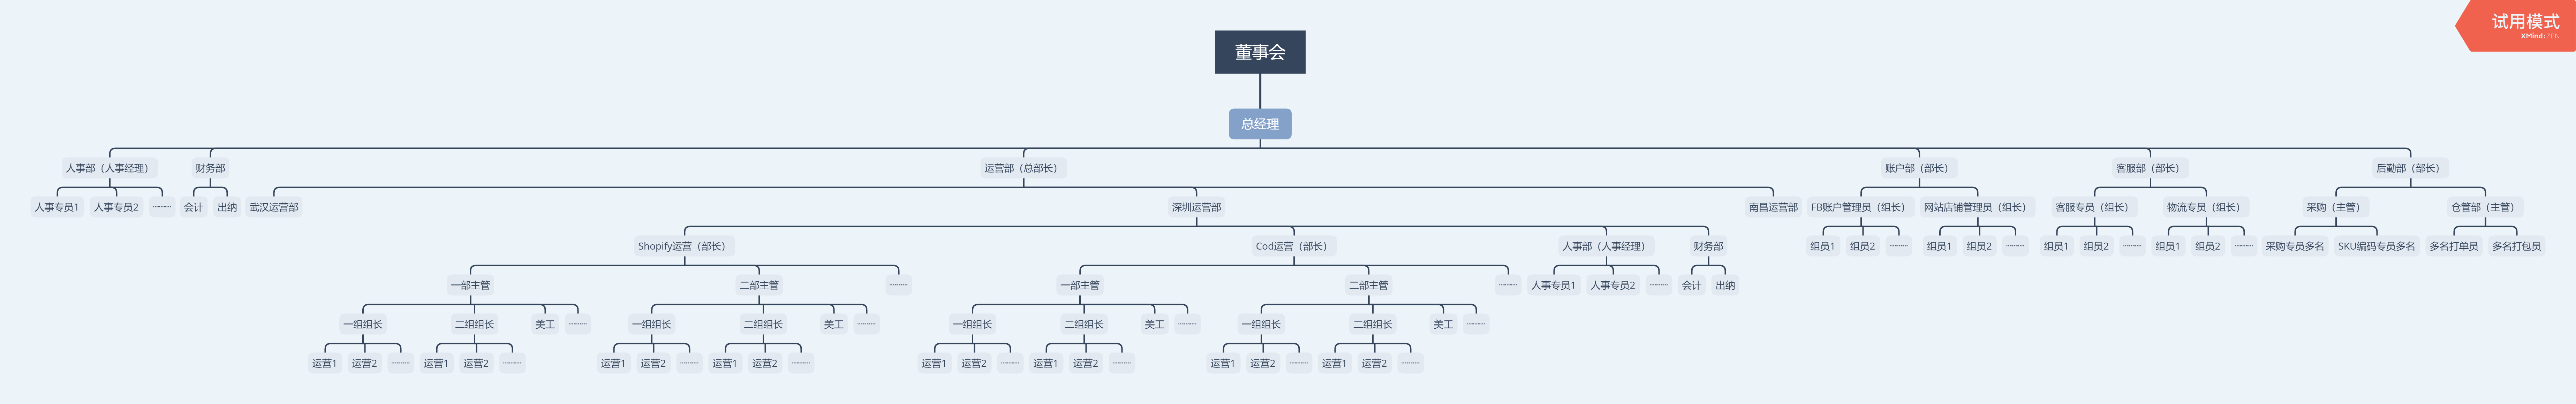 试用模式
XMind:ZEN
董事会
总经理
人事部（人事经理）
财务部
运营部（总部长）
账户部（部长）
客服部（部长）
后勤部（部长）
人事专员1
人事专员2
…………
会计
出纳
武汉运营部
深圳运营部
南昌运营部
FB账户管理员（组长）
网站店铺管理员（组长）
客服专员（组长）
物流专员（组长）
采购（主管）
仓管部（主管）
Shopify运营（部长）
Cod运营（部长）
人事部（人事经理）
财务部
组员1
组员2
…………
组员1
组员2
…………
组员1
组员2
…………
组员1
组员2
…………
采购专员多名
SKU编码专员多名
多名打单员
多名打包员
一部主管
二部主管
…………
一部主管
二部主管
…………
人事专员1
人事专员2
…………
会计
出纳
一组组长
二组组长
美工
…………
一组组长
二组组长
美工
…………
一组组长
二组组长
美工
…………
一组组长
二组组长
美工
…………
运营1
运营2
…………
运营1
运营2
…………
运营1
运营2
…………
运营1
运营2
…………
运营1
运营2
…………
运营1
运营2
…………
运营1
运营2
…………
运营1
运营2
…………